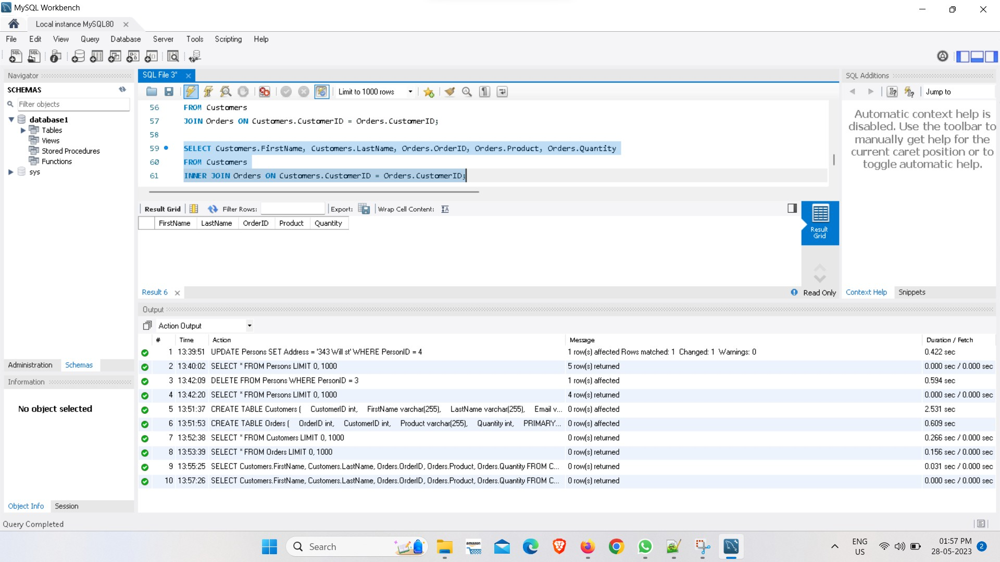 MySQL Workbench
Local instance MySQL80
File Edit View Query Database Server Tools Scripting Help
Navigator
SCHEMAS
Filter objects
database1
Tables
Views
Stored Procedures
Functions
sys
Administration Schemas
Information
No object selected
Object Info Session
SQL File 3*
Limit to 1000 rows
56 FROM Customers
57 JOIN Orders ON Customers.CustomerID = Orders.CustomerID;
58
59 SELECT Customers.FirstName, Customers.LastName, Orders.OrderID, Orders.Product, Orders.Quantity
60 FROM Customers
61 INNER JOIN Orders ON Customers.CustomerID = Orders.CustomerID;
Result Grid Filter Rows: Export: Wrap Cell Content:
FirstName LastName OrderID Product Quantity
Result
Grid
Result 6 Read Only
SQL Additions
Jump to
Automatic context help is
disabled. Use the toolbar to
manually get help for the
current caret position or to
toggle automatic help.
Context Help Snippets
Output
Action Output
# Time Action Message Duration / Fetch
1 13:39:51 UPDATE Persons SET Address = '343 Will st' WHERE PersonID = 4 1 row(s) affected Rows matched: 1 Changed: 1 Warnings: 0 0.422 sec
2 13:40:02 SELECT * FROM Persons LIMIT 0, 1000 5 row(s) returned 0.000 sec / 0.000 sec
3 13:42:09 DELETE FROM Persons WHERE PersonID = 3 1 row(s) affected 0.594 sec
4 13:42:20 SELECT * FROM Persons LIMIT 0, 1000 4 row(s) returned 0.000 sec / 0.000 sec
5 13:51:37 CREATE TABLE Customers ( CustomerID int, FirstName varchar(255), LastName varchar(255), Email v... 0 row(s) affected 2.531 sec
6 13:51:53 CREATE TABLE Orders ( OrderID int, CustomerID int, Product varchar(255), Quantity int, PRIMARY... 0 row(s) affected 0.609 sec
7 13:52:38 SELECT * FROM Customers LIMIT 0, 1000 0 row(s) returned 0.266 sec / 0.000 sec
8 13:53:39 SELECT * FROM Orders LIMIT 0, 1000 0 row(s) returned 0.156 sec / 0.000 sec
9 13:55:25 SELECT Customers.FirstName, Customers.LastName, Orders.OrderID, Orders.Product, Orders.Quantity FROM C... 0 row(s) returned 0.031 sec / 0.000 sec
10 13:57:26 SELECT Customers.FirstName, Customers.LastName, Orders.OrderID, Orders.Product, Orders.Quantity FROM C... 0 row(s) returned 0.000 sec / 0.000 sec
Query Completed
Search
amazon
ENG
US
01:57 PM
28-05-2023
2